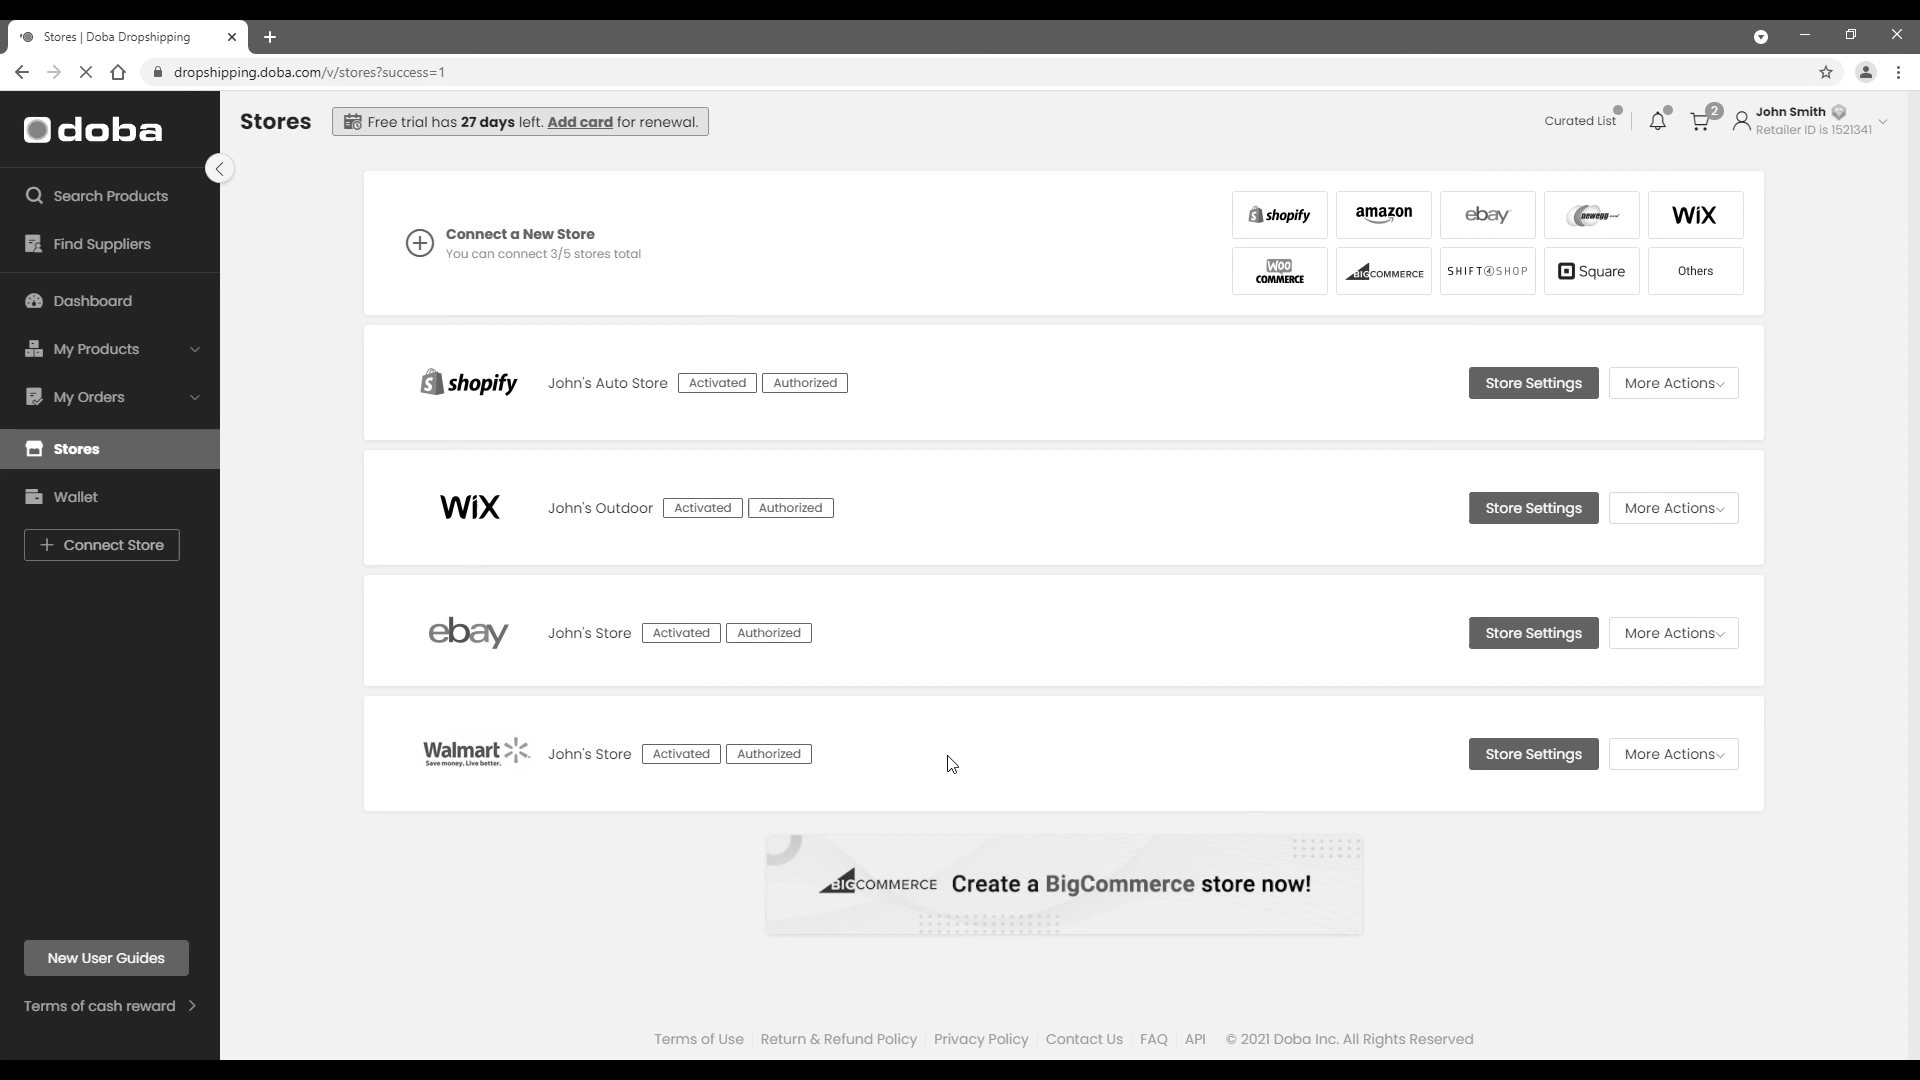 Stores | Doba Dropshipping
dropshipping.doba.com/v/stores?success=1
doba
Search Products
Find Suppliers
Dashboard
My Products
My Orders
Stores
Wallet
Connect Store
New User Guides
Terms of cash reward
Stores
Free trial has 27 days left. Add card for renewal.
Curated List
2
John Smith
Retailer ID is 1521341
Connect a New Store
You can connect 3/5 stores total
shopify
amazon
ebay
newegg
WiX
WOO COMMERCE
BIGCOMMERCE
SHIFT4SHOP
Square
Others
shopify John's Auto Store Activated Authorized Store Settings More Actions
WiX John's Outdoor Activated Authorized Store Settings More Actions
ebay John's Store Activated Authorized Store Settings More Actions
Walmart Save money. Live better. John's Store Activated Authorized Store Settings More Actions
BIGCOMMERCE Create a BigCommerce store now!
Terms of Use Return & Refund Policy Privacy Policy Contact Us FAQ API © 2021 Doba Inc. All Rights Reserved